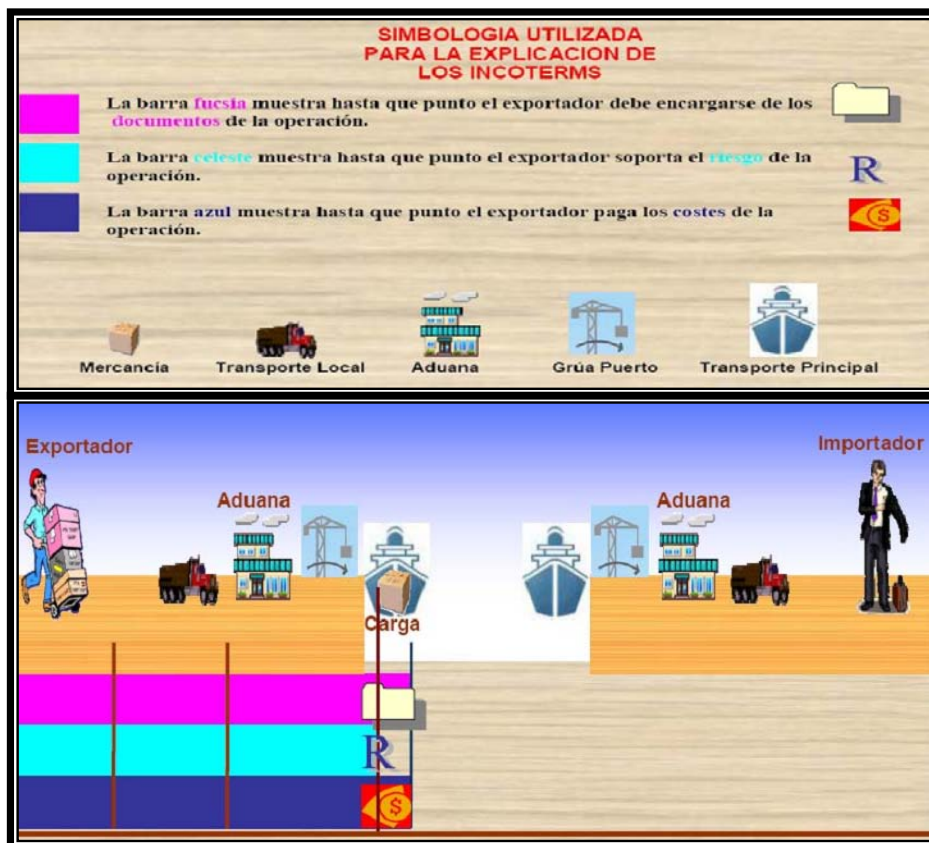 SIMBOLOGIA UTILIZADA
PARA LA EXPLICACION DE
LOS INCOTERMS
La barra fucsia muestra hasta que punto el exportador debe encargarse de los
documentos de la operación.
La barra celeste muestra hasta que punto el exportador soporta el riesgo de la
operación.
R
La barra azul muestra hasta que punto el exportador paga los costes de la
operación.
$
Mercancía Transporte Local Aduana Grúa Puerto Transporte Principal
Exportador Importador
Aduana Aduana
Carga
R
$